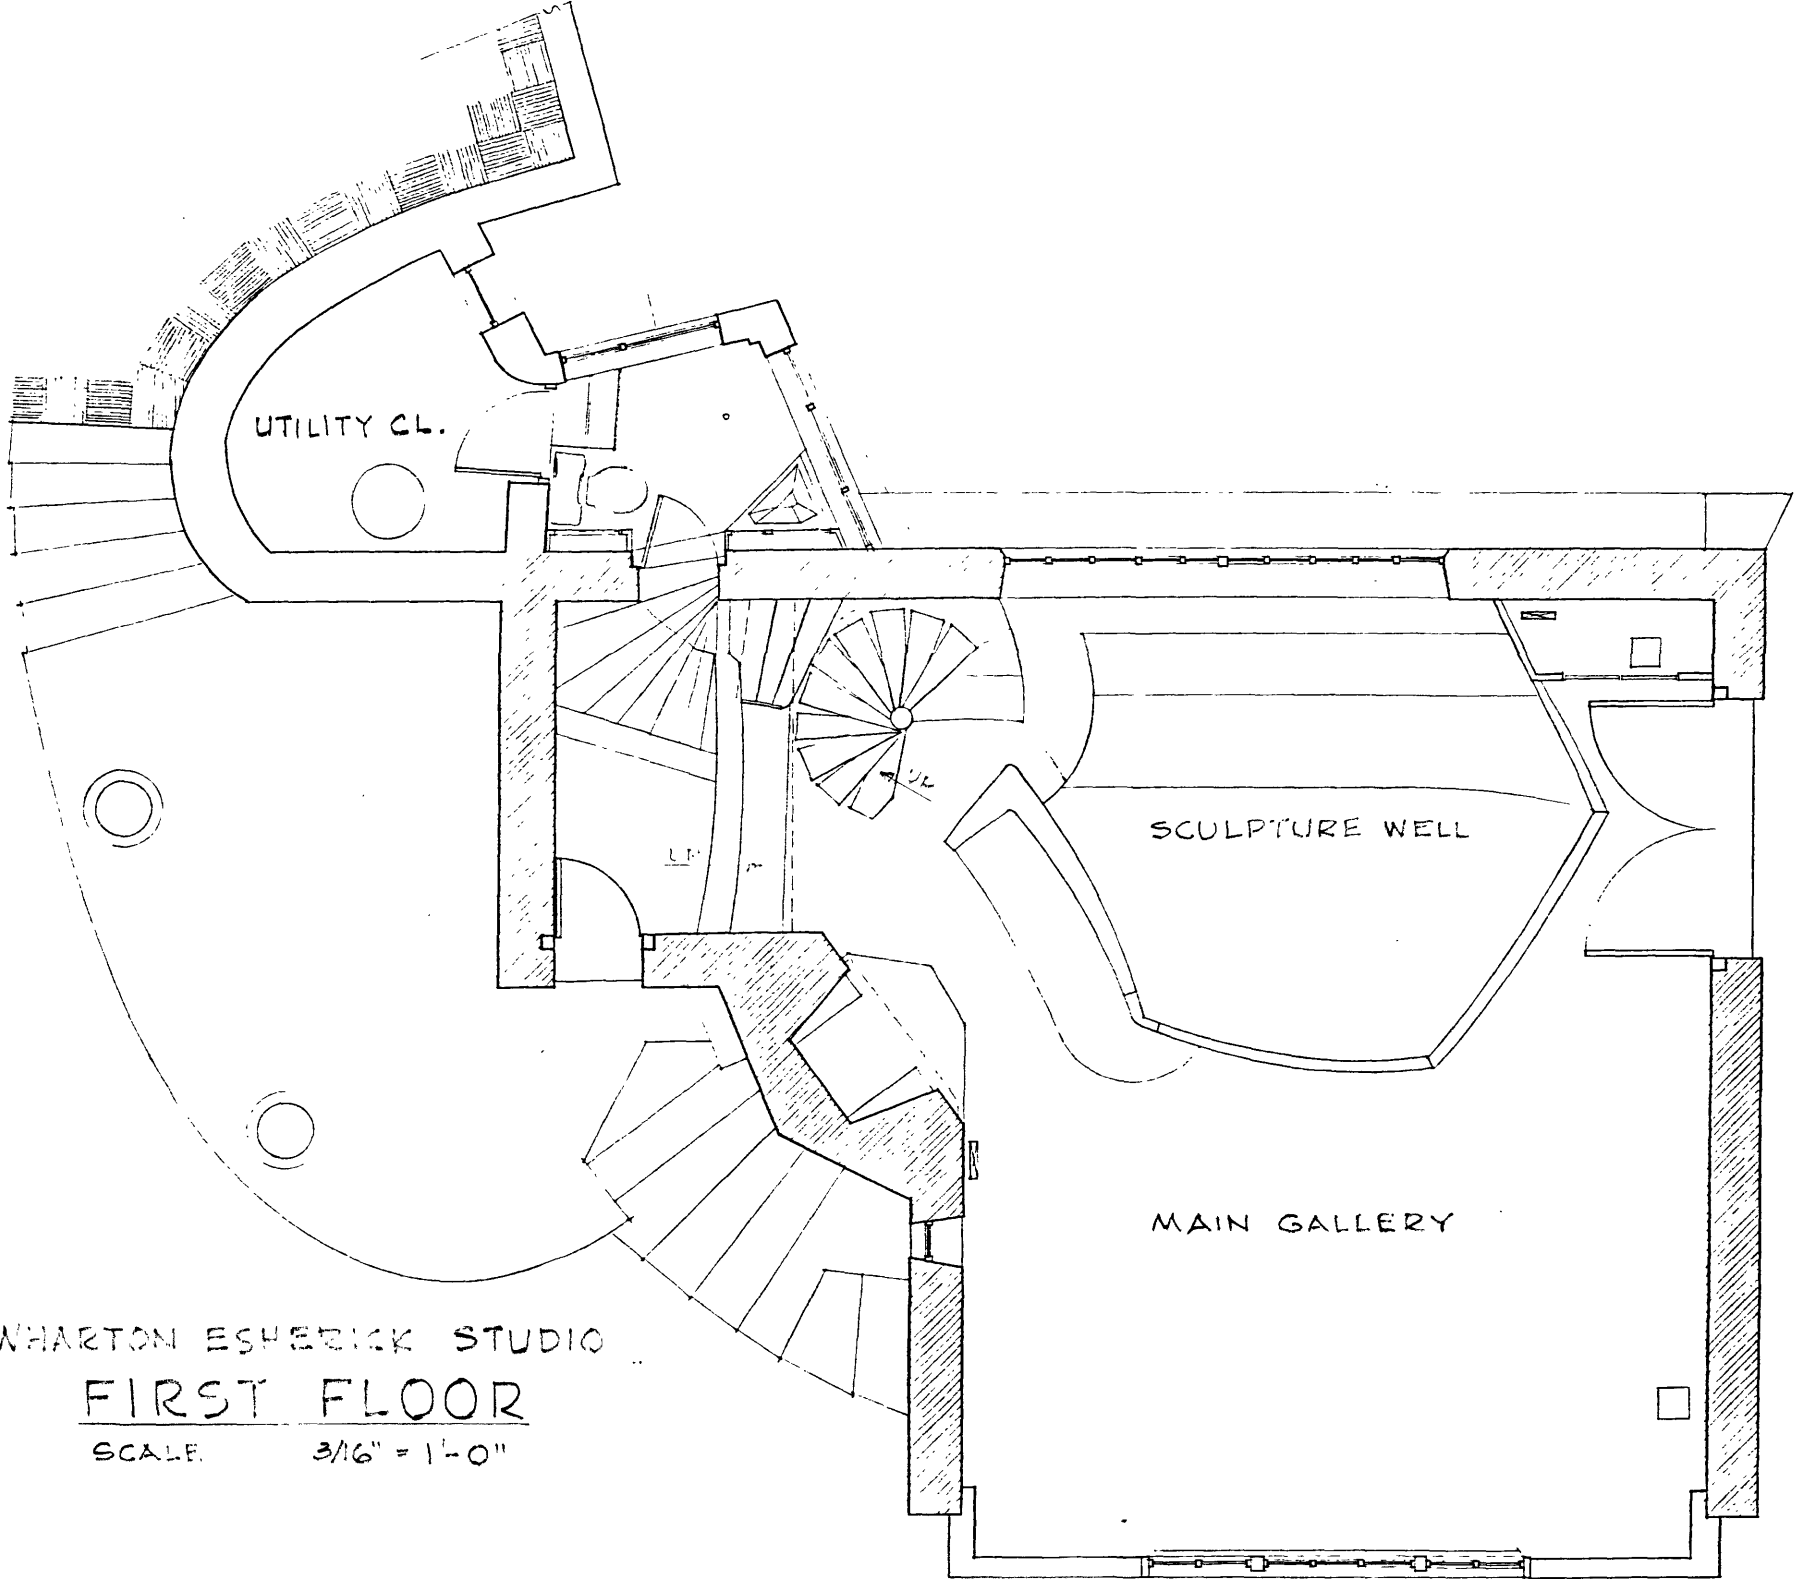 UTILITY CL.
SCULPTURE WELL
MAIN GALLERY
WHARTON ESHERICK STUDIO
FIRST FLOOR
SCALE 3/16" = 1'-0"